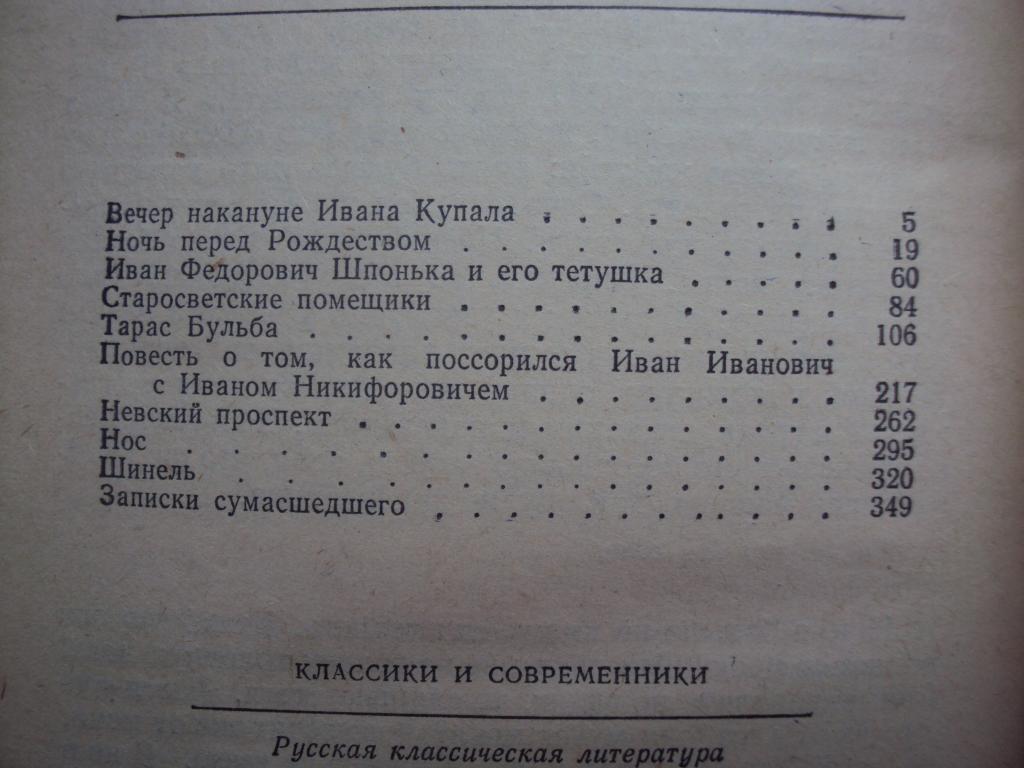 Вечер накануне Ивана Купала . . . . . . . . . 5
Ночь перед Рождеством . . . . . . . . . . . 19
Иван Федорович Шпонька и его тетушка . . . . . 60
Старосветские помещики . . . . . . . . . . . 84
Тарас Бульба . . . . . . . . . . . . . . . 106
Повесть о том, как поссорился Иван Иванович
с Иваном Никифоровичем . . . . . . . . . 217
Невский проспект . . . . . . . . . . . . . . 262
Нос . . . . . . . . . . . . . . . . . . . 295
Шинель . . . . . . . . . . . . . . . . . 320
Записки сумасшедшего . . . . . . . . . . . . 349
КЛАССИКИ И СОВРЕМЕННИКИ
Русская классическая литература